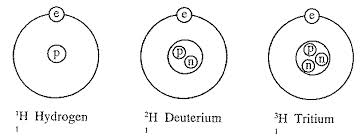 e e e
p p n p n n
¹H Hydrogen ²H Deuterium ³H Tritium
1 1 1